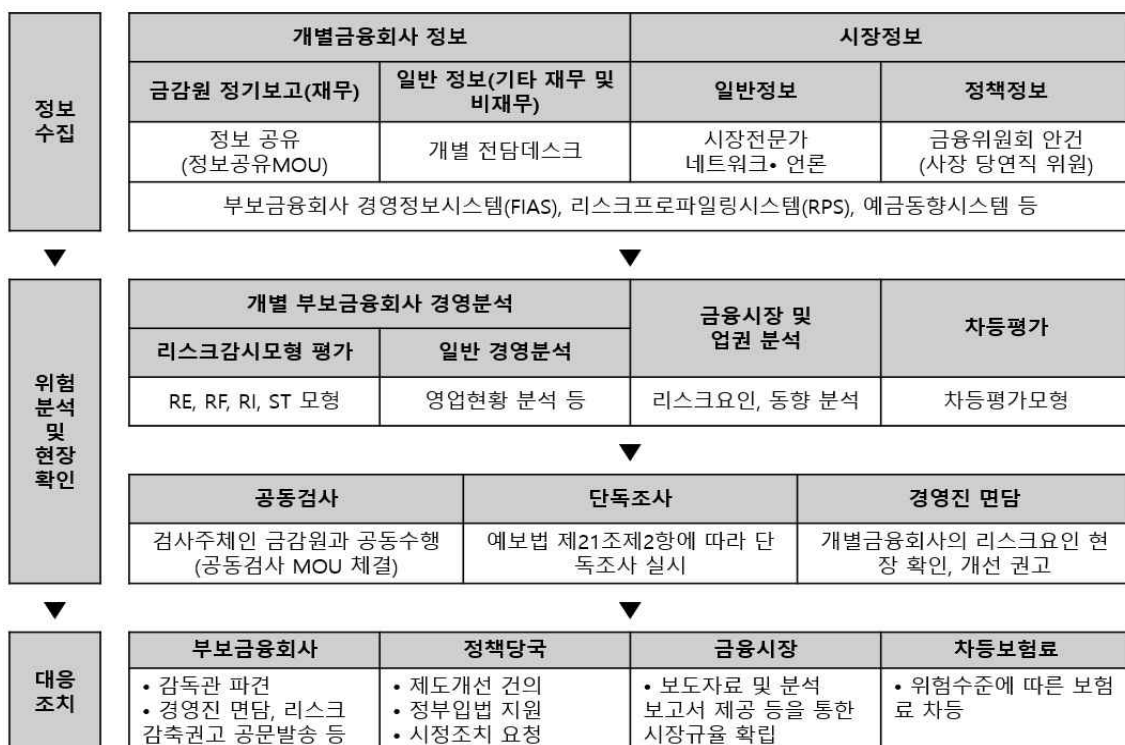 정보
수집
개별금융회사 정보
시장정보
금감원 정기보고(재무)
일반 정보(기타 재무 및
비재무)
일반정보
정책정보
정보 공유
(정보공유MOU)
개별 전담데스크
시장전문가
네트워크• 언론
금융위원회 안건
(사장 당연직 위원)
부보금융회사 경영정보시스템(FIAS), 리스크프로파일링시스템(RPS), 예금동향시스템 등
위험
분석
및
현장
확인
개별 부보금융회사 경영분석
금융시장 및
업권 분석
차등평가
리스크감시모형 평가
일반 경영분석
RE, RF, RI, ST 모형
영업현황 분석 등
리스크요인, 동향 분석
차등평가모형
공동검사
단독조사
경영진 면담
검사주체인 금감원과 공동수행
(공동검사 MOU 체결)
예보법 제21조제2항에 따라 단
독조사 실시
개별금융회사의 리스크요인 현
장 확인, 개선 권고
대응
조치
부보금융회사
정책당국
금융시장
차등보험료
• 감독관 파견
• 경영진 면담, 리스크
감축권고 공문발송 등
• 제도개선 건의
• 정부입법 지원
• 시정조치 요청
• 보도자료 및 분석
보고서 제공 등을 통한
시장규율 확립
• 위험수준에 따른 보험
료 차등